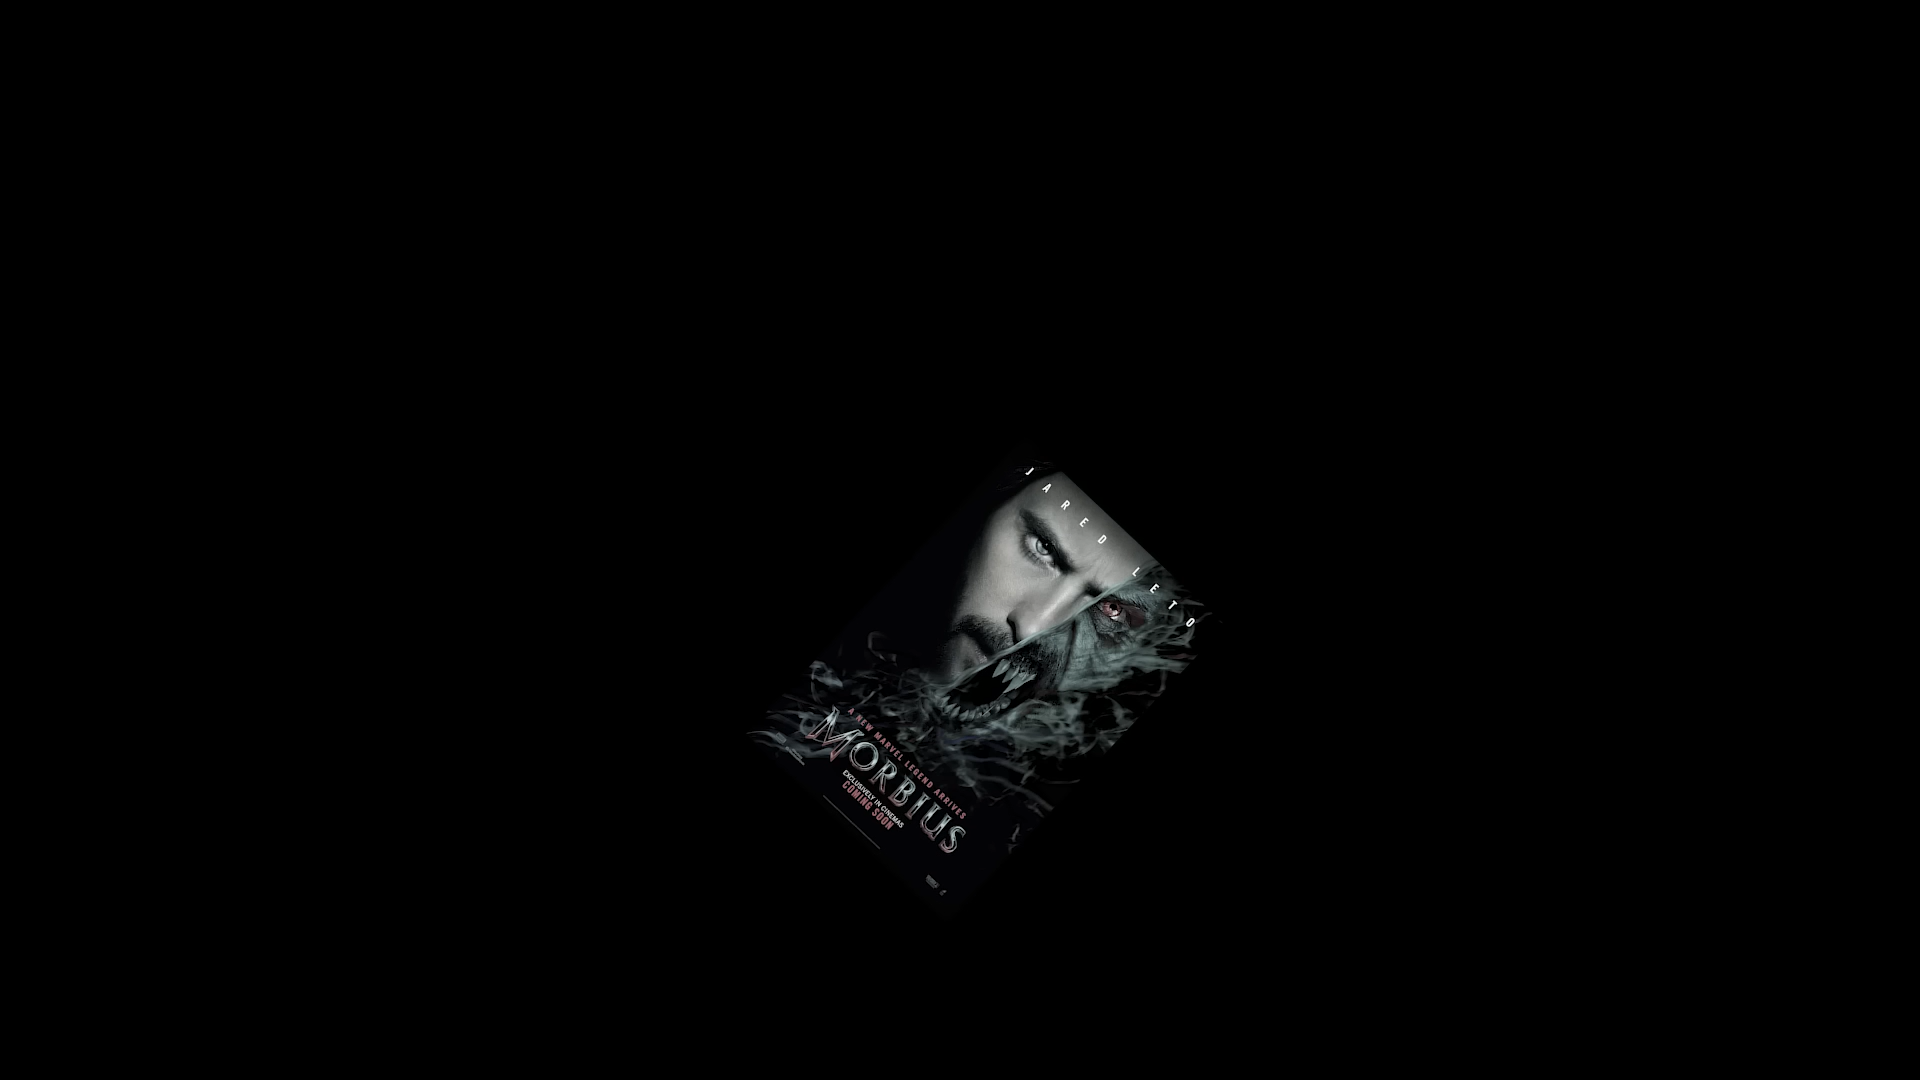 JARED LETO
A NEW MARVEL LEGEND ARRIVES
MORBIUS
EXCLUSIVELY IN CINEMAS
COMING SOON